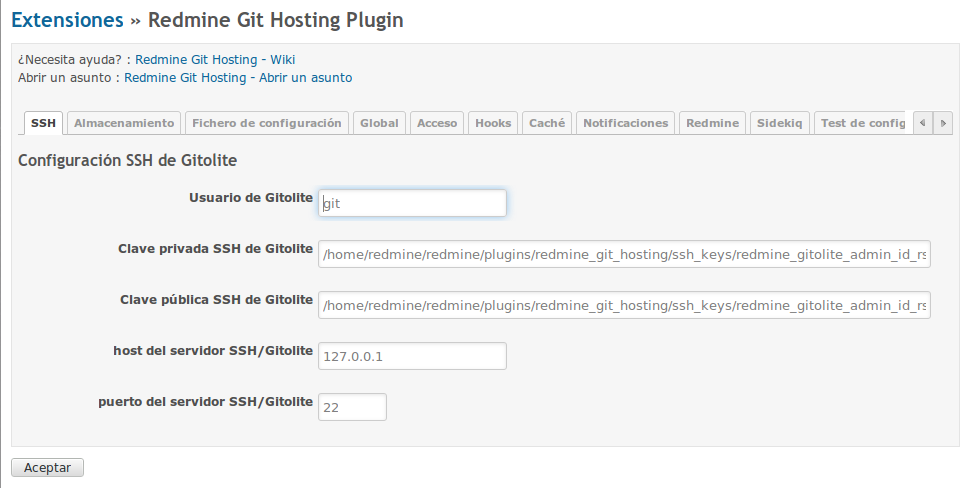 Extensiones » Redmine Git Hosting Plugin
¿Necesita ayuda? : Redmine Git Hosting - Wiki
Abrir un asunto : Redmine Git Hosting - Abrir un asunto
SSH Almacenamiento Fichero de configuración Global Acceso Hooks Caché Notificaciones Redmine Sidekiq Test de config
Configuración SSH de Gitolite
Usuario de Gitolite git
Clave privada SSH de Gitolite /home/redmine/redmine/plugins/redmine_git_hosting/ssh_keys/redmine_gitolite_admin_id_rs
Clave pública SSH de Gitolite /home/redmine/redmine/plugins/redmine_git_hosting/ssh_keys/redmine_gitolite_admin_id_rs
host del servidor SSH/Gitolite 127.0.0.1
puerto del servidor SSH/Gitolite 22
Aceptar